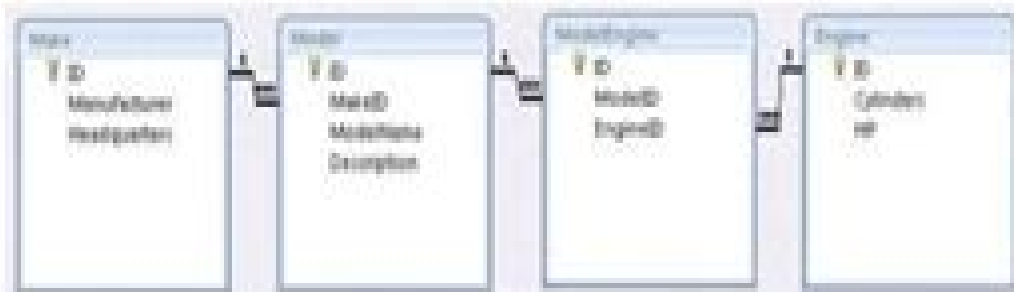 Make
ID
Manufacturer
Headquarters
Model
ID
MakeID
ModelName
Description
ModelEngine
ID
ModelID
EngineID
Engine
ID
Cylinders
HP